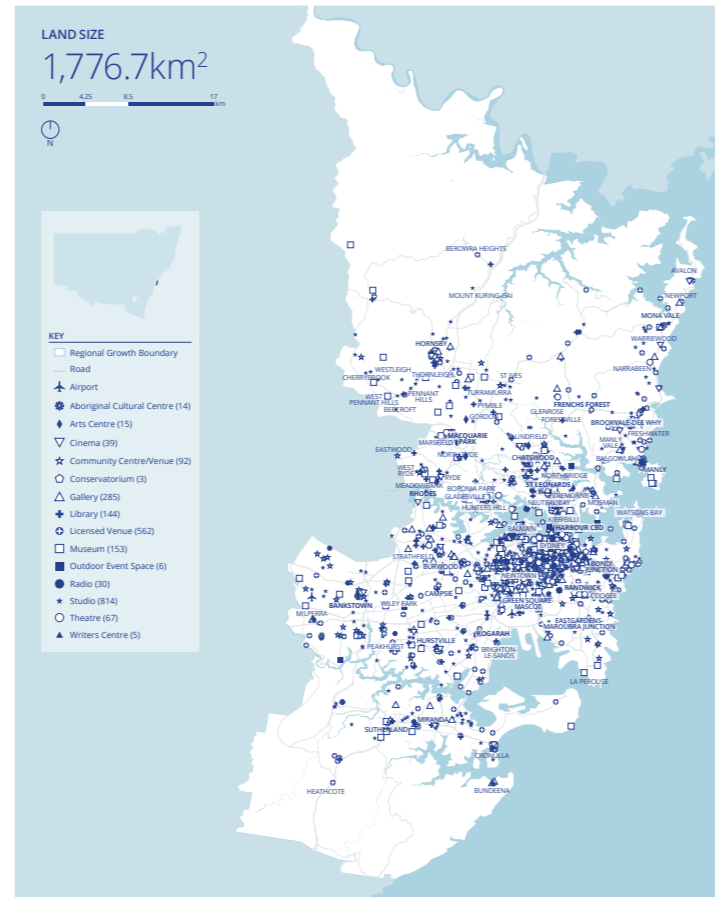 LAND SIZE
1,776.7km2
0 4.25 8.5 17
km
N
KEY
Regional Growth Boundary
Road
Airport
Aboriginal Cultural Centre (14)
Arts Centre (15)
Cinema (39)
Community Centre/Venue (92)
Conservatorium (3)
Gallery (285)
Library (144)
Licensed Venue (562)
Museum (153)
Outdoor Event Space (6)
Radio (30)
Studio (814)
Theatre (67)
Writers Centre (5)
BEROWRA HEIGHTS
AVALON
MOUNT KURING-GAI
NEWPORT
MONA VALE
WARRIEWOOD
HORNSBY
NARRABEEN
WESTLEIGH
CHERRYBROOK
THORNLEIGH
ST IVES
TURRAMURRA
WEST
PENNANT HILLS
PENNANT
HILLS
BEECROFT
PYMBLE
GORDON
FRENCHS FOREST
GLENROSE
FORESTVILLE
BROOKVALE-DEE WHY
FRESHWATER
MACQUARIE
PARK
MARSFIELD
LINDFIELD
MANLY
VALE
EASTWOOD
NORTH RYDE
CHATSWOOD
BALGOWLAH
MANLY
WEST
RYDE
RYDE
NORTHBRIDGE
MEADOWBANK
RHODES
BORONIA PARK
GLADESVILLE
ST LEONARDS
CREMORNE
NEUTRAL BAY
MOSMAN
HUNTERS HILL
WATSONS BAY
KIRRIBILLI
BALMAIN
HARBOUR CBD
SYDNEY
STRATHFIELD
BURWOOD
BONDI
JUNCTION
NEWTOWN
RANDWICK
COOGEE
CAMPSIE
GREEN SQUARE-
MASCOT
BANKSTOWN
WILEY PARK
MILPERRA
EASTGARDENS-
MAROUBRA JUNCTION
KOGARAH
PEAKHURST
HURSTVILLE
BRIGHTON-
LE-SANDS
LA PEROUSE
MIRANDA
SUTHERLAND
CRONULLA
HEATHCOTE
BUNDEENA